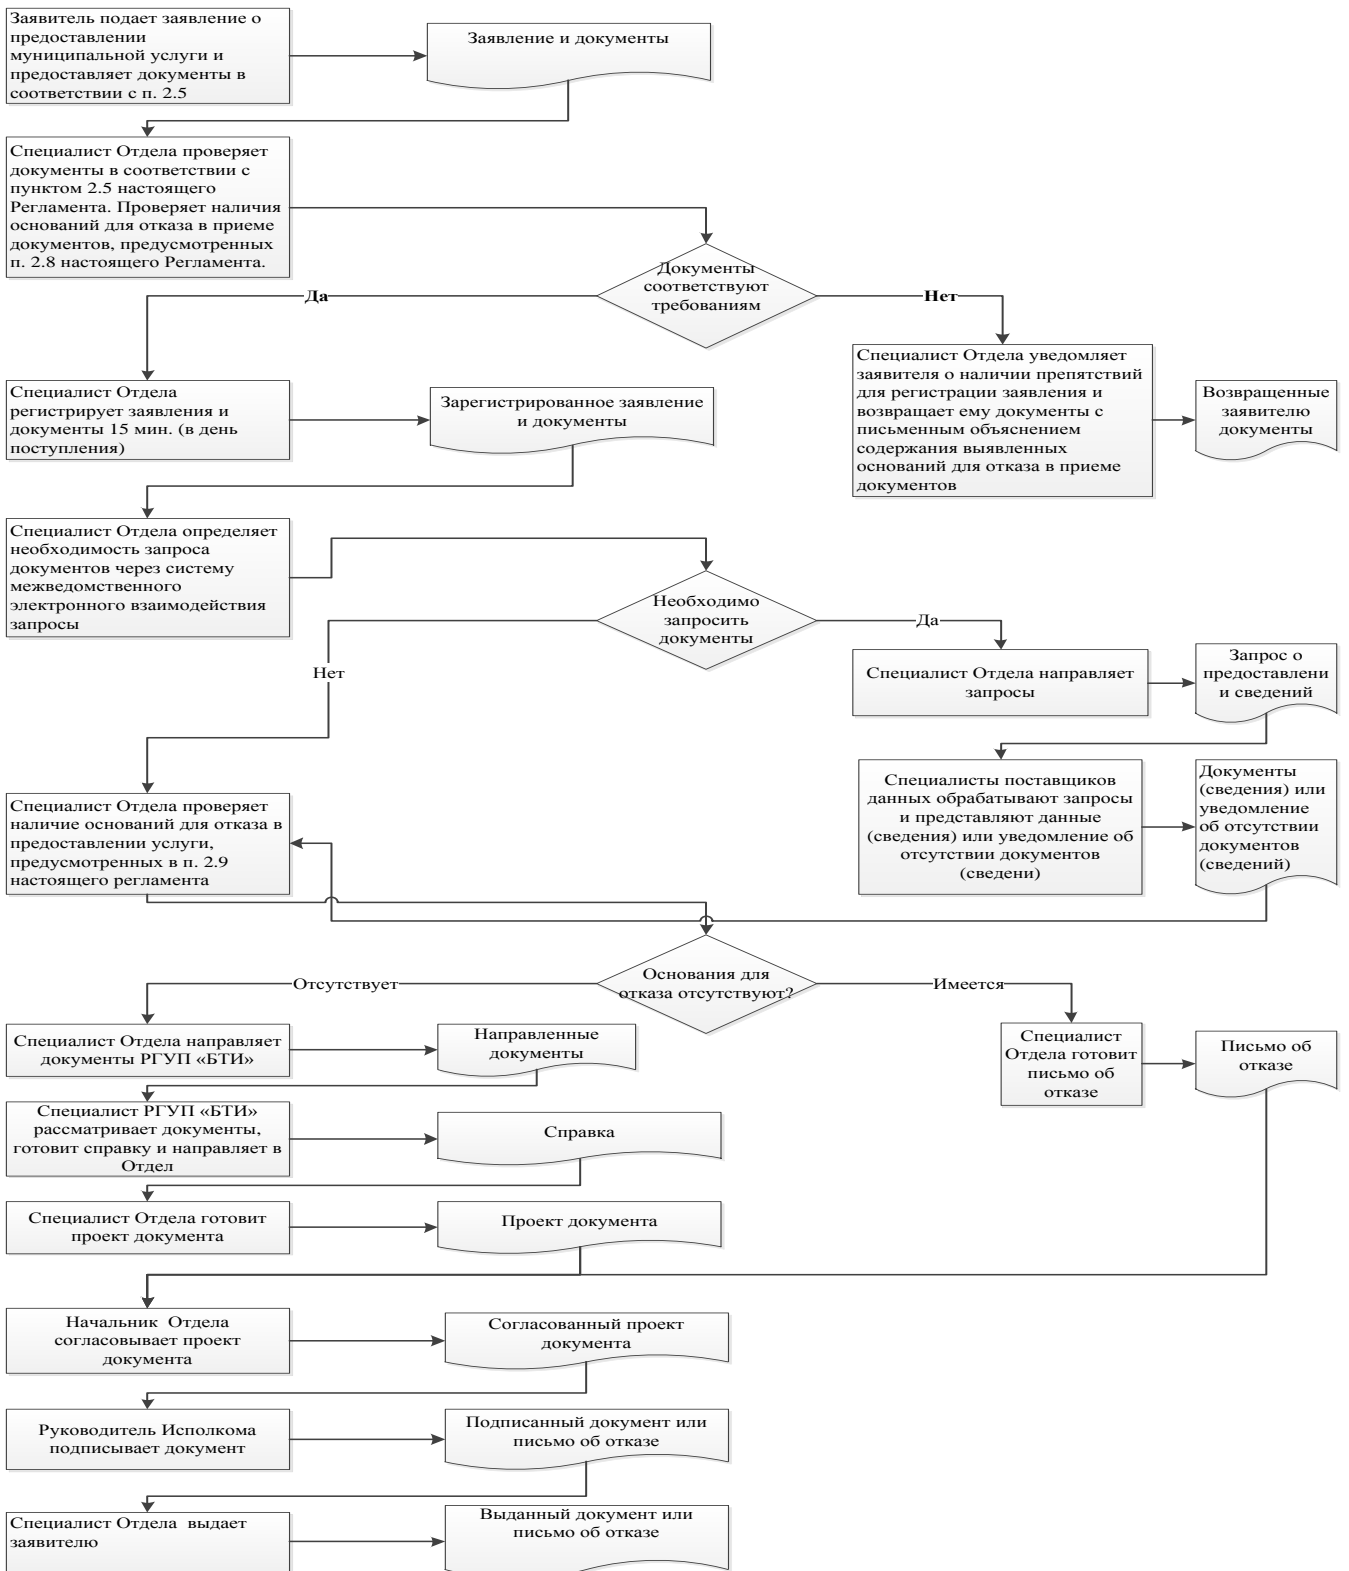 Заявитель подает заявление о
предоставлении
муниципальной услуги и
предоставляет документы в
соответствии с п. 2.5
Заявление и документы
Специалист Отдела проверяет
документы в соответствии с
пунктом 2.5 настоящего
Регламента. Проверяет наличия
оснований для отказа в приеме
документов, предусмотренных
п. 2.8 настоящего Регламента.
Документы
соответствуют
требованиям
Да
Нет
Специалист Отдела
регистрирует заявления и
документы 15 мин. (в день
поступления)
Зарегистрированное заявление
и документы
Специалист Отдела уведомляет
заявителя о наличии препятствий
для регистрации заявления и
возвращает ему документы с
письменным объяснением
содержания выявленных
оснований для отказа в приеме
документов
Возвращенные
заявителю
документы
Специалист Отдела определяет
необходимость запроса
документов через систему
межведомственного
электронного взаимодействия
запросы
Необходимо
запросить
документы
Да
Нет
Специалист Отдела направляет
запросы
Запрос о
предоставлени
и сведений
Специалист Отдела проверяет
наличие оснований для отказа в
предоставлении услуги,
предусмотренных в п. 2.9
настоящего регламента
Специалисты поставщиков
данных обрабатывают запросы
и представляют данные
(сведения) или уведомление об
отсутствии документов
(сведени)
Документы
(сведения) или
уведомление
об отсутствии
документов
(сведений)
Основания для
отказа отсутствуют?
Отсутствует
Имеется
Специалист Отдела направляет
документы РГУП «БТИ»
Направленные
документы
Специалист
Отдела готовит
письмо об
отказе
Письмо об
отказе
Специалист РГУП «БТИ»
рассматривает документы,
готовит справку и направляет в
Отдел
Справка
Специалист Отдела готовит
проект документа
Проект документа
Начальник Отдела
согласовывает проект
документа
Согласованный проект
документа
Руководитель Исполкома
подписывает документ
Подписанный документ или
письмо об отказе
Специалист Отдела выдает
заявителю
Выданный документ или
письмо об отказе